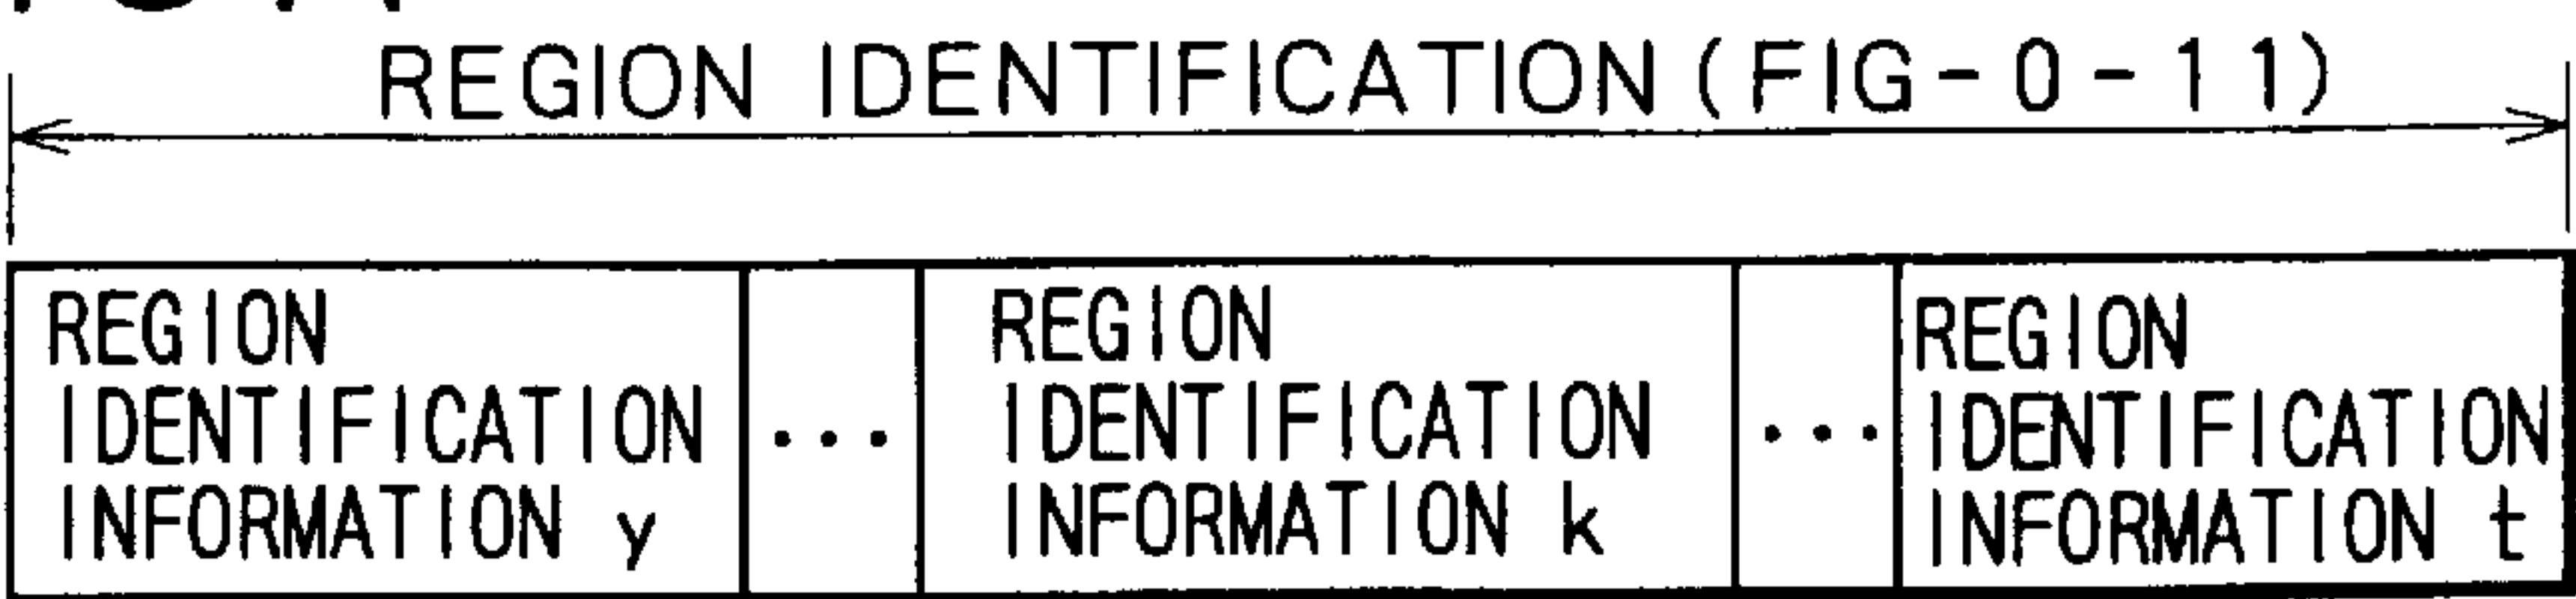 REGION IDENTIFICATION(FIG-0-11)
REGION
IDENTIFICATION
INFORMATION y
...
REGION
IDENTIFICATION
INFORMATION k
...
REGION
IDENTIFICATION
INFORMATION t